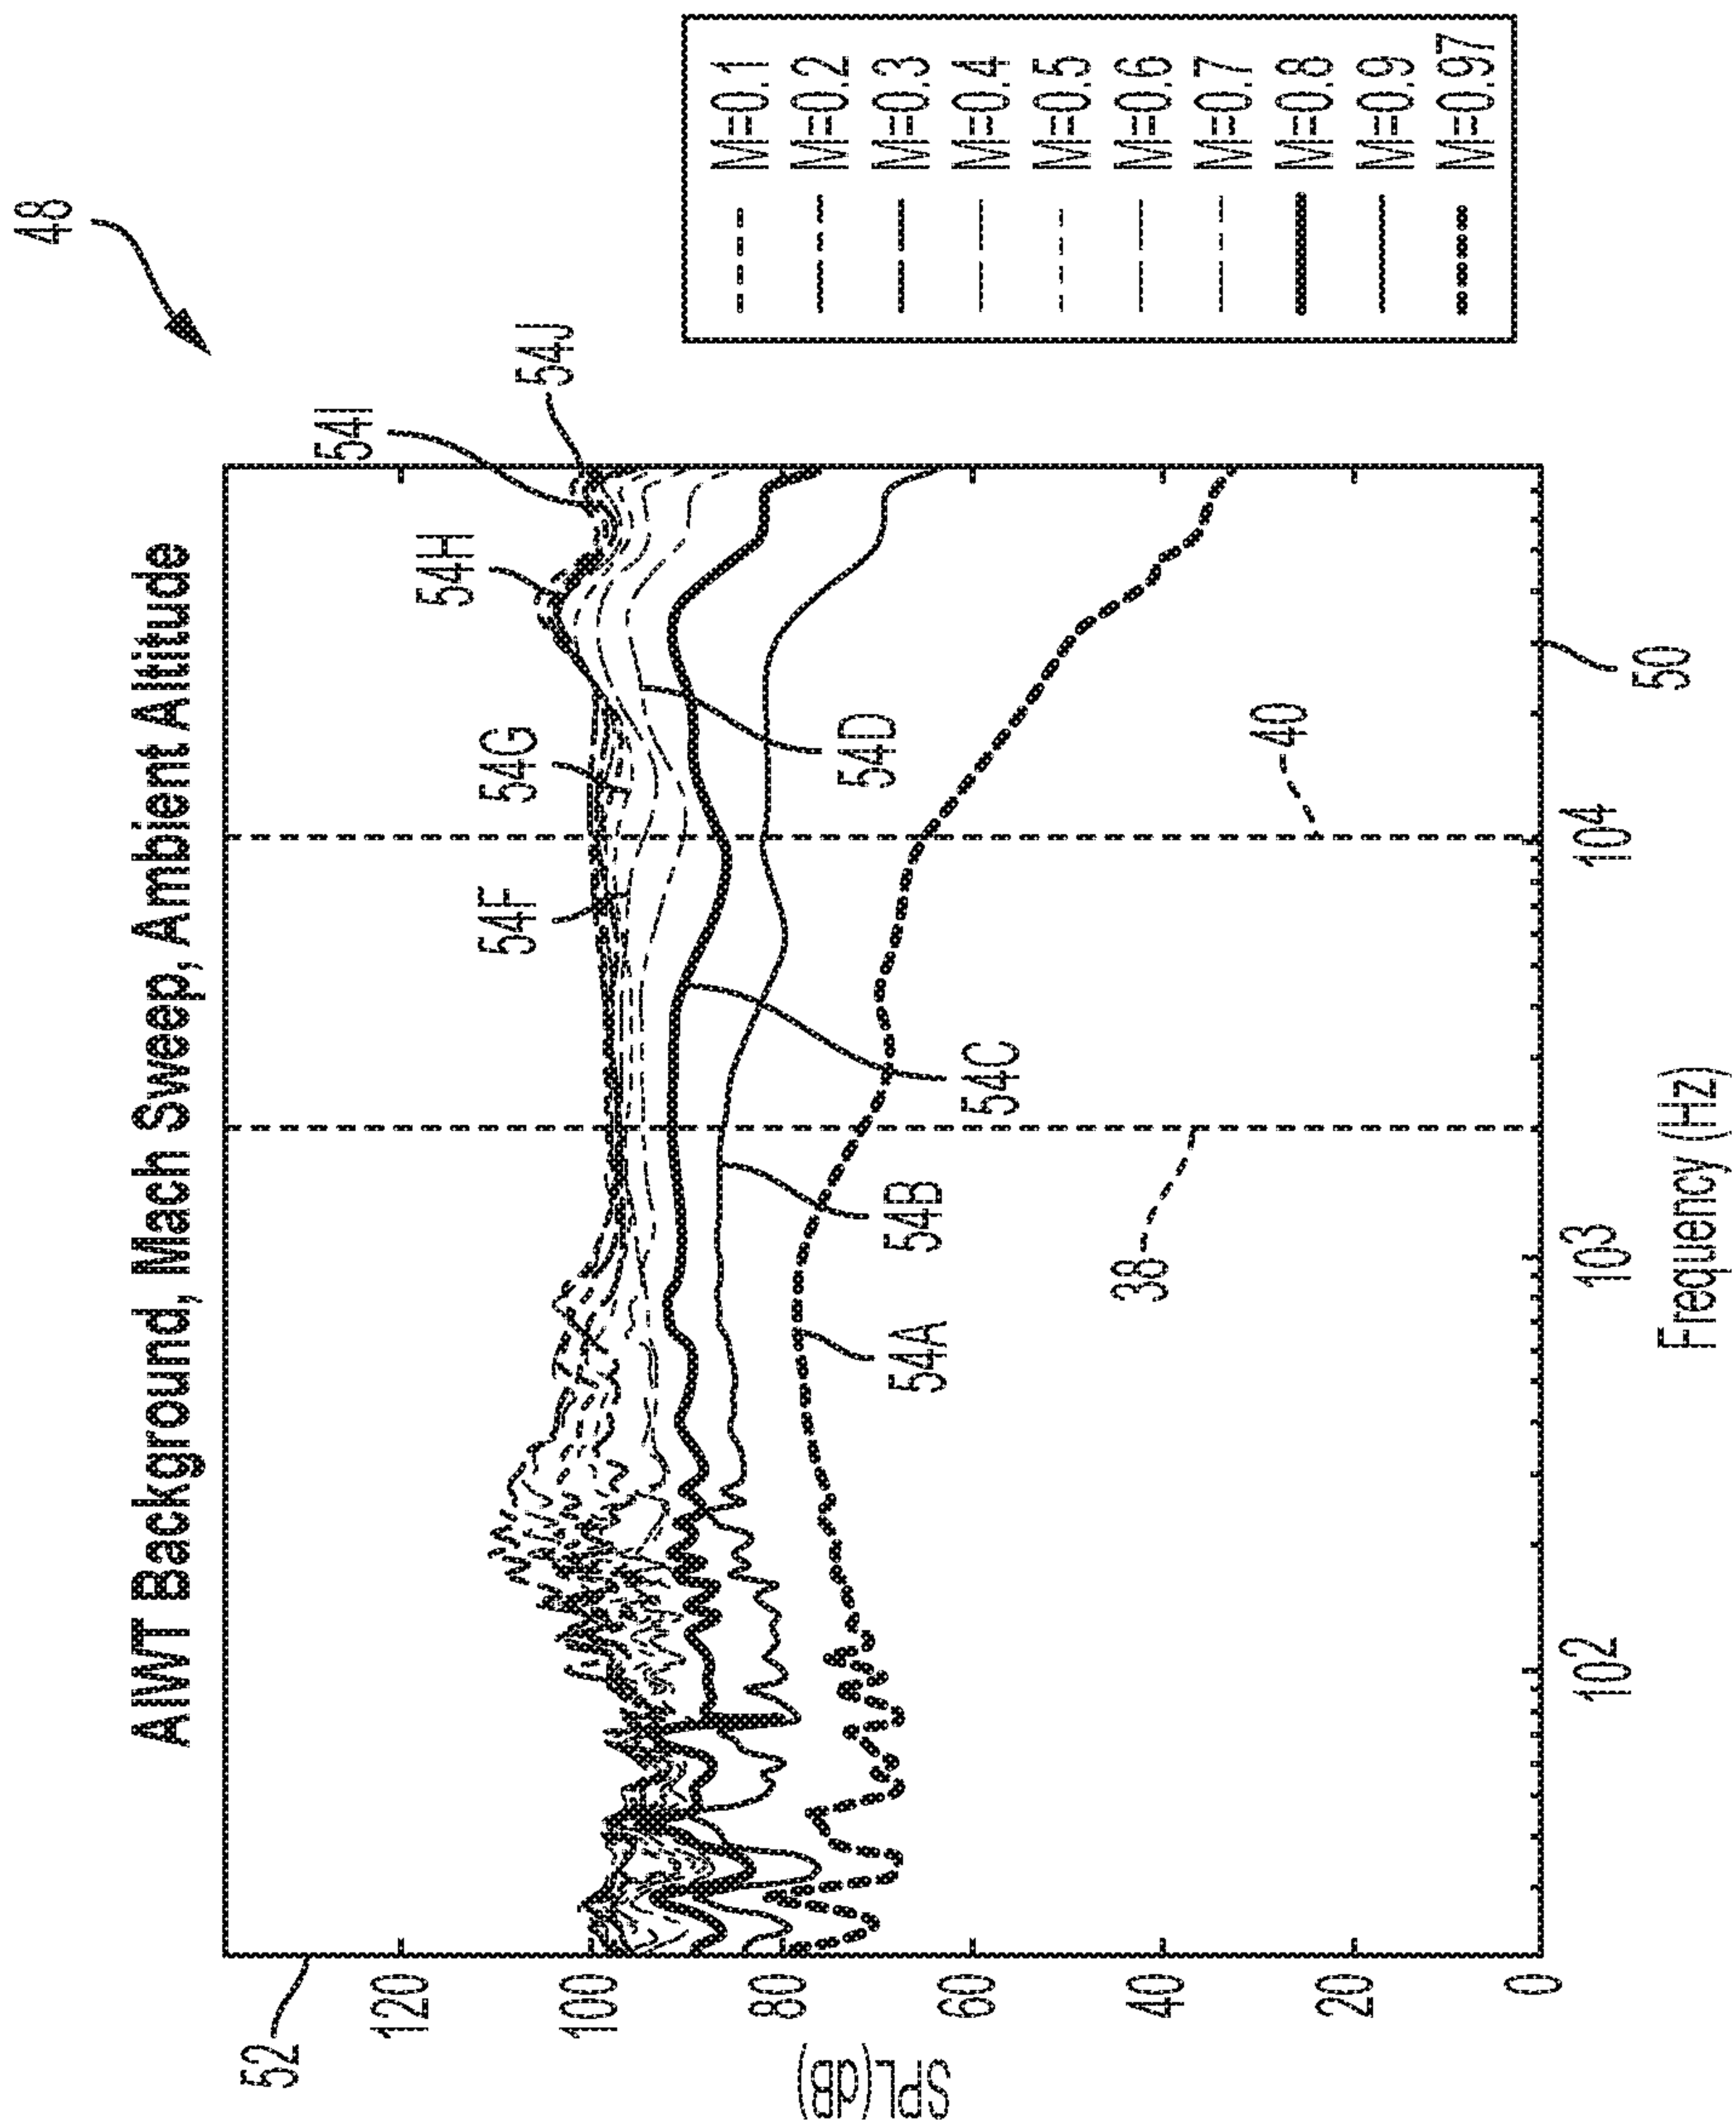 48
AIWT Background, Mach Sweep, Ambient Altitude
52
SPL(dB)
120
100
80
60
40
20
0
54I
54J
54H
54G
54F
54D
54C
54B
54A
38
40
50
10²
10³
10⁴
Frequency (Hz)
M=0.1
M=0.2
M=0.3
M=0.4
M=0.5
M=0.6
M=0.7
M=0.8
M=0.9
M=0.97